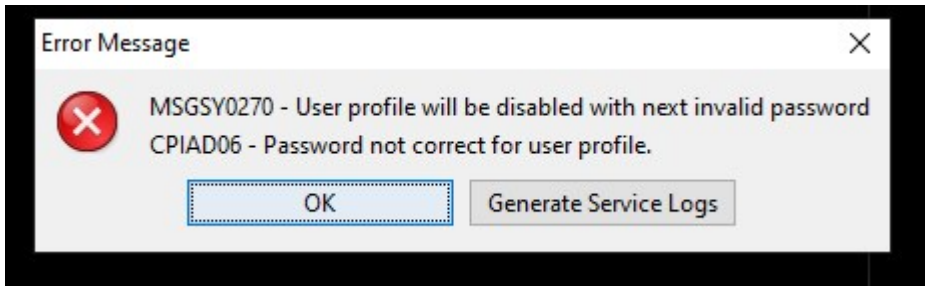 Error Message
MSGSY0270 - User profile will be disabled with next invalid password
CPIAD06 - Password not correct for user profile.
OK
Generate Service Logs